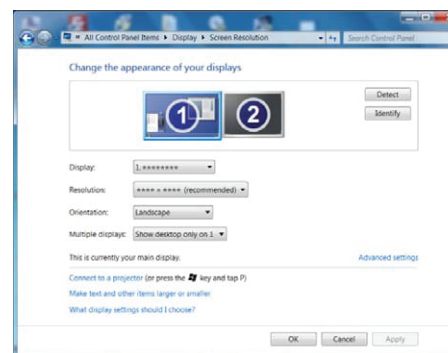 « All Control Panel Items ▸ Display ▸ Screen Resolution
Search Control Panel
Change the appearance of your displays
1 2
Detect
Identify
Display: 1. ********
Resolution: **** × **** (recommended)
Orientation: Landscape
Multiple displays: Show desktop only on 1
This is currently your main display. Advanced settings
Connect to a projector (or press the key and tap P)
Make text and other items larger or smaller
What display settings should I choose?
OK Cancel Apply